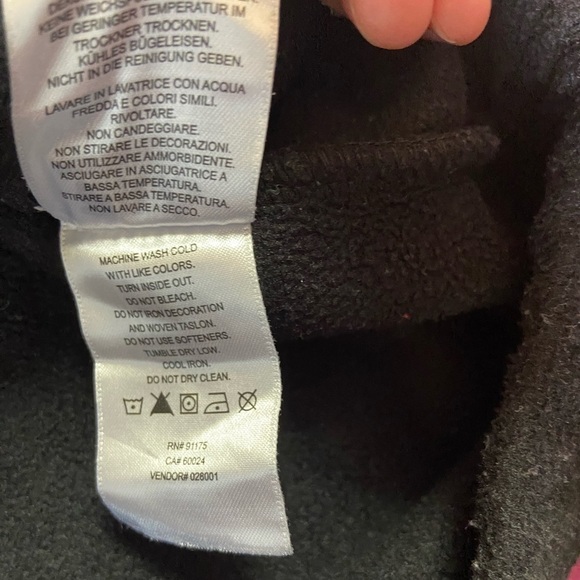 KEINE WEICHSPÜ
BEI GERINGER TEMPERATUR IM
TROCKNER TROCKNEN.
KÜHLES BÜGELEISEN.
NICHT IN DIE REINIGUNG GEBEN.
LAVARE IN LAVATRICE CON ACQUA
FREDDA E COLORI SIMILI.
RIVOLTARE.
NON CANDEGGIARE.
NON STIRARE LE DECORAZIONI.
NON UTILIZZARE AMMORBIDENTE.
ASCIUGARE IN ASCIUGATRICE A
BASSA TEMPERATURA.
STIRARE A BASSA TEMPERATURA.
NON LAVARE A SECCO.
MACHINE WASH COLD
WITH LIKE COLORS.
TURN INSIDE OUT.
DO NOT BLEACH.
DO NOT IRON DECORATION
AND WOVEN TASLON.
DO NOT USE SOFTENERS.
TUMBLE DRY LOW.
COOL IRON.
DO NOT DRY CLEAN.
RN# 91175
CA# 60024
VENDOR# 028001